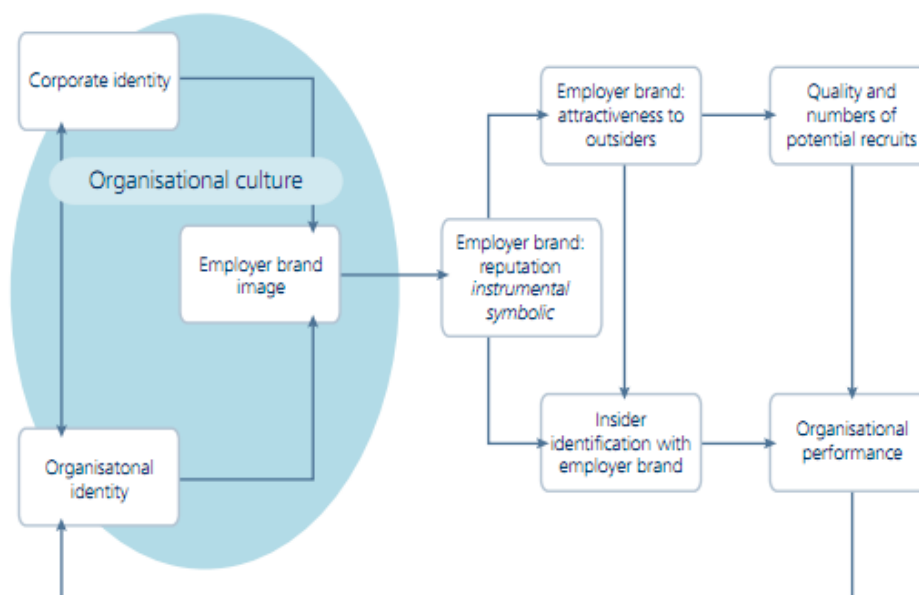 Corporate identity
Organisational culture
Employer brand
image
Organisatonal
identity
Employer brand:
reputation
instrumental
symbolic
Employer brand:
attractiveness to
outsiders
Insider
identification with
employer brand
Quality and
numbers of
potential recruits
Organisational
performance